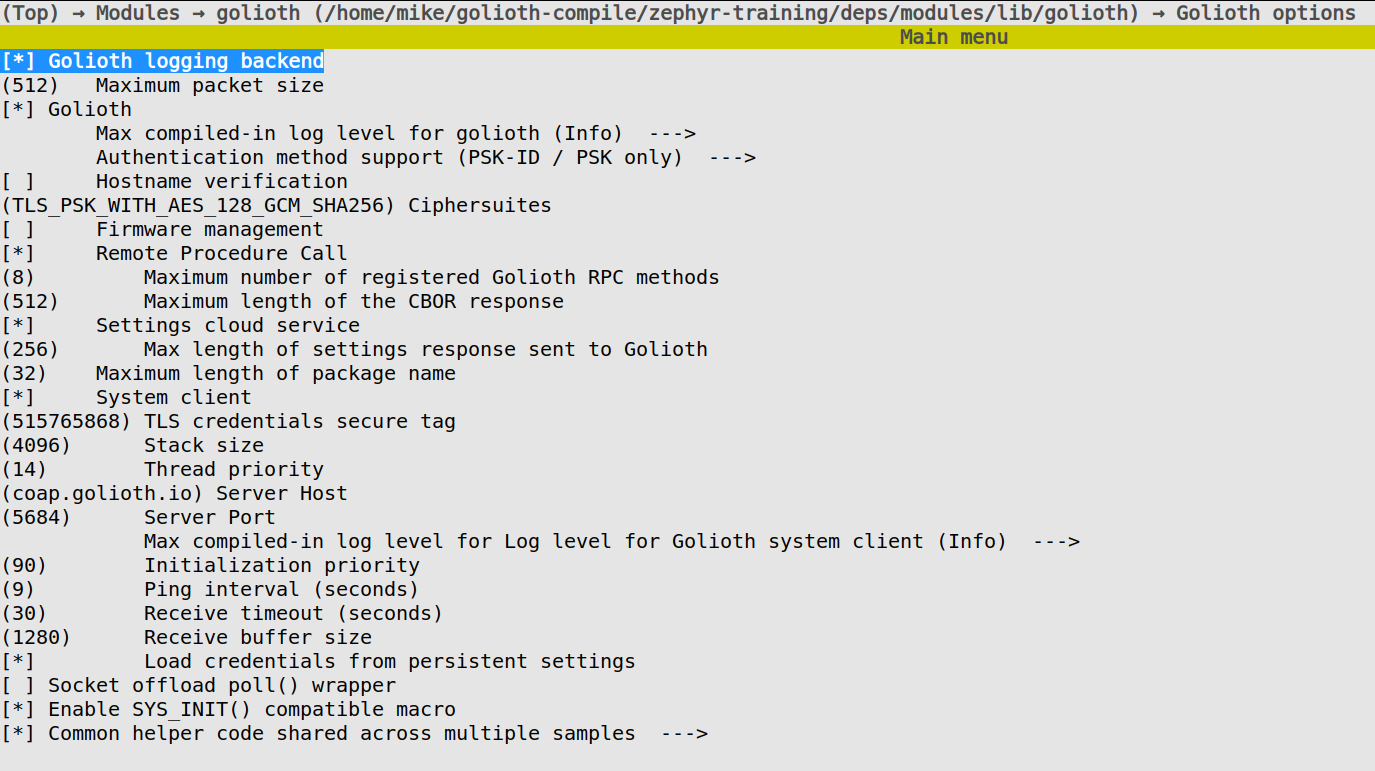 (Top) → Modules → golioth (/home/mike/golioth-compile/zephyr-training/deps/modules/lib/golioth) → Golioth options
Main menu
[*] Golioth logging backend
(512)   Maximum packet size
[*] Golioth
        Max compiled-in log level for golioth (Info)  --->
        Authentication method support (PSK-ID / PSK only)  --->
[ ]     Hostname verification
(TLS_PSK_WITH_AES_128_GCM_SHA256) Ciphersuites
[ ]     Firmware management
[*]     Remote Procedure Call
(8)         Maximum number of registered Golioth RPC methods
(512)       Maximum length of the CBOR response
[*]     Settings cloud service
(256)       Max length of settings response sent to Golioth
(32)    Maximum length of package name
[*]     System client
(515765868) TLS credentials secure tag
(4096)      Stack size
(14)        Thread priority
(coap.golioth.io) Server Host
(5684)      Server Port
            Max compiled-in log level for Log level for Golioth system client (Info)  --->
(90)        Initialization priority
(9)         Ping interval (seconds)
(30)        Receive timeout (seconds)
(1280)      Receive buffer size
[*]         Load credentials from persistent settings
[ ] Socket offload poll() wrapper
[*] Enable SYS_INIT() compatible macro
[*] Common helper code shared across multiple samples  --->